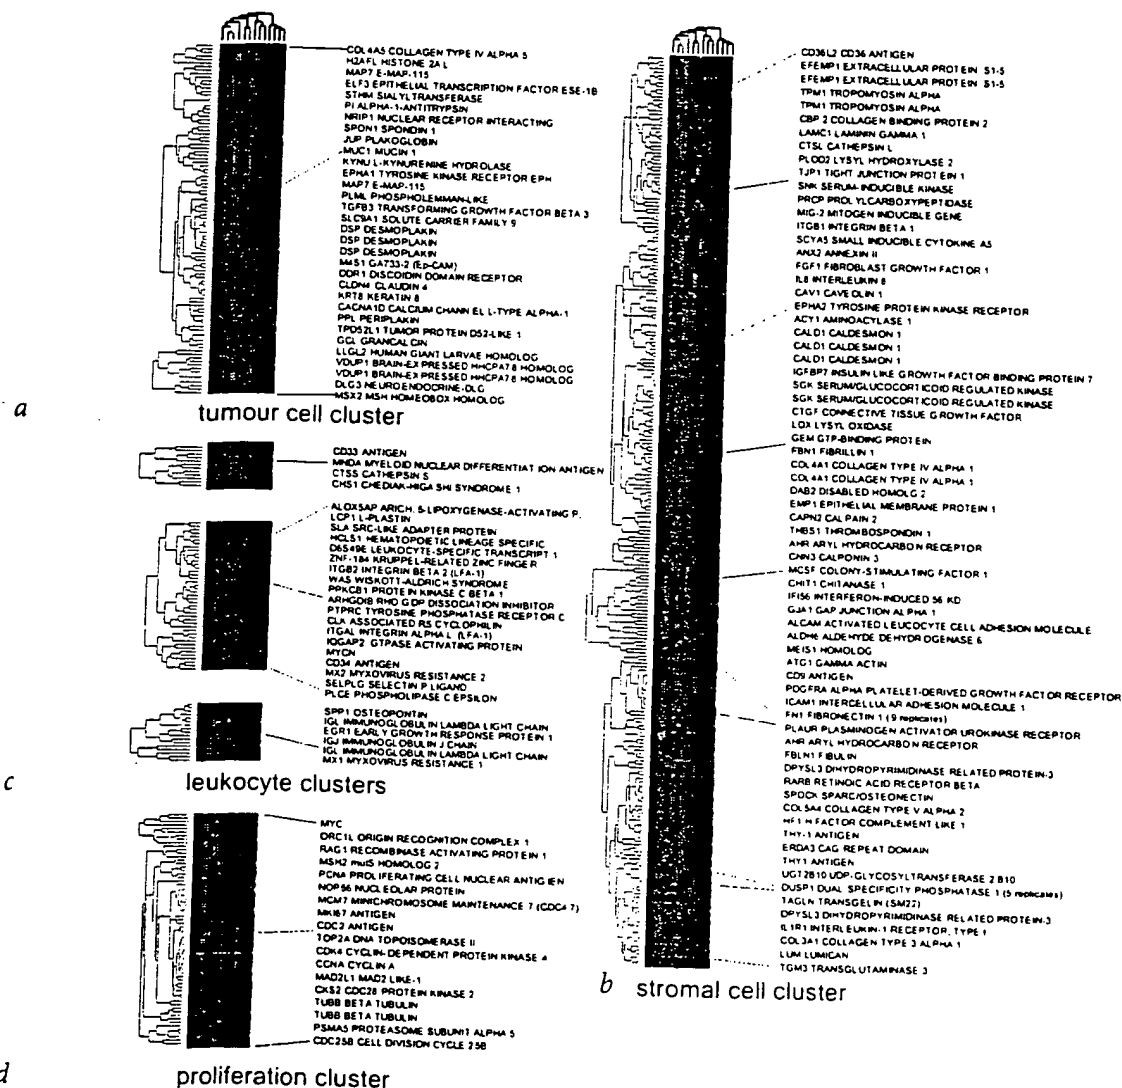 COL4A5 COLLAGEN TYPE IV ALPHA 5
H2AFL HISTONE 2A L
MAP7 E-MAP-115
ELF3 EPITHELIAL TRANSCRIPTION FACTOR ESE-1B
STHM SIALYLTRANSFERASE
PI ALPHA-1-ANTITRYPSIN
NRIP1 NUCLEAR RECEPTOR INTERACTING
SPON1 SPONDIN 1
JUP PLAKOGLOBIN
MUC1 MUCIN 1
KYNU L-KYNURENINE HYDROLASE
EPHA1 TYROSINE KINASE RECEPTOR EPH
MAP7 E-MAP-115
PLML PHOSPHOLEMMAN-LIKE
TGFB3 TRANSFORMING GROWTH FACTOR BETA 3
SLC9A1 SOLUTE CARRIER FAMILY 9
DSP DESMOPLAKIN
DSP DESMOPLAKIN
DSP DESMOPLAKIN
M4S1 GA733-2 (Ep-CAM)
DDR1 DISCOIDIN DOMAIN RECEPTOR
CLDN4 CLAUDIN 4
KRT8 KERATIN 8
CACNA1D CALCIUM CHANN EL L-TYPE ALPHA-1
PPL PERIPLAKIN
TPD52L1 TUMOR PROTEIN D52-LIKE 1
GCL GRANCALCIN
LLGL2 HUMAN GIANT LARVAE HOMOLOG
VDUP1 BRAIN-EXPRESSED HHCPA78 HOMOLOG
VDUP1 BRAIN-EXPRESSED HHCPA78 HOMOLOG
DLG3 NEUROENDOCRINE-DLG
MSX2 MSH HOMEOBOX HOMOLOG
a
tumour cell cluster
CD33 ANTIGEN
MNDA MYELOID NUCLEAR DIFFERENTIAT ION ANTIGEN
CTSS CATHEPSIN S
CHS1 CHEDIAK-HIGA SHI SYNDROME 1
ALOX5AP ARICH. 5-LIPOXYGENASE-ACTIVATING P.
LCP1 L-PLASTIN
SLA SRC-LIKE ADAPTER PROTEIN
HCLS1 HEMATOPOETIC LINEAGE SPECIFIC
D6S49E LEUKOCYTE-SPECIFIC TRANSCRIPT 1
ZNF-184 KRUPPEL-RELATED ZINC FINGER
ITGB2 INTEGRIN BETA 2 (LFA-1)
WAS WISKOTT-ALDRICH SYNDROME
PPKCB1 PROTEIN KINASE C BETA 1
ARHGDIB RHO GDP DISSOCIATION INHIBITOR
PTPRC TYROSINE PHOSPHATASE RECEPTOR C
CLK ASSOCIATED RS CYCLOPHILIN
ITGAL INTEGRIN ALPHA L (LFA-1)
IQGAP2 GTPASE ACTIVATING PROTEIN
MYCN
CD34 ANTIGEN
MX2 MYXOVIRUS RESISTANCE 2
SELPLG SELECTIN P LIGAND
PLCE PHOSPHOLIPASE C EPSILON
SPP1 OSTEOPONTIN
IGL IMMUNOGLOBULIN LAMBDA LIGHT CHAIN
EGR1 EARLY GROWTH RESPONSE PROTEIN 1
IGJ IMMUNOGLOBULIN J CHAIN
IGL IMMUNOGLOBULIN LAMBDA LIGHT CHAIN
MX1 MYXOVIRUS RESISTANCE 1
c
leukocyte clusters
MYC
ORC1L ORIGIN RECOGNITION COMPLEX 1
RAG1 RECOMBINASE ACTIVATING PROTEIN 1
MSH2 mutS HOMOLOG 2
PCNA PROLIFERATING CELL NUCLEAR ANTIGEN
NOP56 NUCLEOLAR PROTEIN
MCM7 MINICHROMOSOME MAINTENANCE 7 (CDC47)
MKI67 ANTIGEN
CDC2 ANTIGEN
TOP2A DNA TOPOISOMERASE II
CDK4 CYCLIN-DEPENDENT PROTEIN KINASE 4
CCNA CYCLIN A
MAD2L1 MAD2 LIKE-1
CKS2 CDC28 PROTEIN KINASE 2
TUBB BETA TUBULIN
TUBB BETA TUBULIN
PSMA5 PROTEASOME SUBUNIT ALPHA 5
CDC25B CELL DIVISION CYCLE 25B
d
proliferation cluster
CD36L2 CD36 ANTIGEN
EFEMP1 EXTRACELLULAR PROTEIN S1-5
EFEMP1 EXTRACELLULAR PROTEIN S1-5
TPM1 TROPOMYOSIN ALPHA
TPM1 TROPOMYOSIN ALPHA
CBP 2 COLLAGEN BINDING PROTEIN 2
LAMC1 LAMININ GAMMA 1
CTSL CATHEPSIN L
PLOD2 LYSYL HYDROXYLASE 2
TJP1 TIGHT JUNCTION PROTEIN 1
SNK SERUM-INDUCIBLE KINASE
PRCP PROLYLCARBOXYPEPTIDASE
MIG-2 MITOGEN INDUCIBLE GENE
ITGB1 INTEGRIN BETA 1
SCYA5 SMALL INDUCIBLE CYTOKINE A5
ANX2 ANNEXIN II
FGF1 FIBROBLAST GROWTH FACTOR 1
IL8 INTERLEUKIN 8
CAV1 CAVEOLIN 1
EPHA2 TYROSINE PROTEIN KINASE RECEPTOR
ACY1 AMINOACYLASE 1
CALD1 CALDESMON 1
CALD1 CALDESMON 1
CALD1 CALDESMON 1
IGFBP7 INSULIN LIKE GROWTH FACTOR BINDING PROTEIN 7
SGK SERUM/GLUCOCORTICOID REGULATED KINASE
SGK SERUM/GLUCOCORTICOID REGULATED KINASE
CTGF CONNECTIVE TISSUE GROWTH FACTOR
LOX LYSYL OXIDASE
GEM GTP-BINDING PROTEIN
FBN1 FIBRILLIN 1
COL4A1 COLLAGEN TYPE IV ALPHA 1
COL4A1 COLLAGEN TYPE IV ALPHA 1
DAB2 DISABLED HOMOLG 2
EMP1 EPITHELIAL MEMBRANE PROTEIN 1
CAPN2 CALPAIN 2
THBS1 THROMBOSPONDIN 1
AHR ARYL HYDROCARBON RECEPTOR
CNN3 CALPONIN 3
MCSF COLONY-STIMULATING FACTOR 1
CHIT1 CHITANASE 1
IFI56 INTERFERON-INDUCED 56 KD
GJA1 GAP JUNCTION ALPHA 1
ALCAM ACTIVATED LEUCOCYTE CELL ADHESION MOLECULE
ALDH6 ALDEHYDE DEHYDROGENASE 6
MEIS1 HOMOLOG
ATG1 GAMMA ACTIN
CD9 ANTIGEN
PDGFRA ALPHA PLATELET-DERIVED GROWTH FACTOR RECEPTOR
ICAM1 INTERCELLULAR ADHESION MOLECULE 1
FN1 FIBRONECTIN 1 (9 replicates)
PLAUR PLASMINOGEN ACTIVATOR UROKINASE RECEPTOR
AHR ARYL HYDROCARBON RECEPTOR
FBLN1 FIBULIN
DPYSL3 DIHYDROPYRIMIDINASE RELATED PROTEIN-3
RARB RETINOIC ACID RECEPTOR BETA
SPOCK SPARC/OSTEONECTIN
COL5A4 COLLAGEN TYPE V ALPHA 2
HF1 H FACTOR COMPLEMENT LIKE 1
THY-1 ANTIGEN
ERDA3 CAG REPEAT DOMAIN
THY1 ANTIGEN
UGT2B10 UDP-GLYCOSYLTRANSFERASE 2 B10
DUSP1 DUAL SPECIFICITY PHOSPHATASE 1 (5 replicates)
TAGLN TRANSGELIN (SM22)
DPYSL3 DIHYDROPYRIMIDINASE RELATED PROTEIN-3
IL1R1 INTERLEUKIN-1 RECEPTOR, TYPE 1
COL3A1 COLLAGEN TYPE 3 ALPHA 1
LUM LUMICAN
TGM3 TRANSGLUTAMINASE 3
b
stromal cell cluster